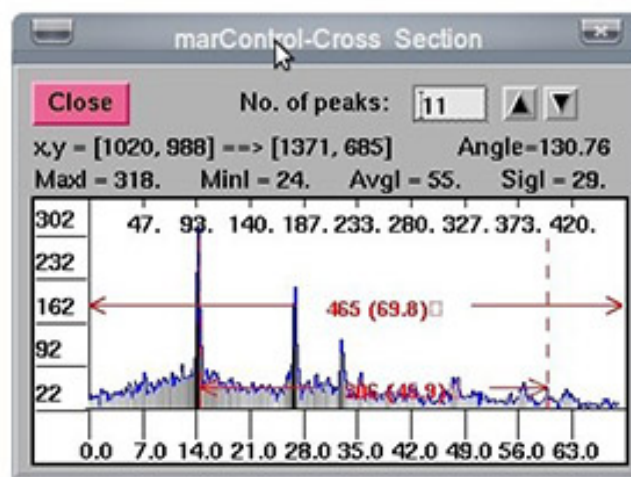 marControl-Cross Section
Close No. of peaks: 11
x,y = [1020, 988] ==> [1371, 685] Angle=130.76
MaxI = 318. MinI = 24. AvgI = 55. SigI = 29.
302 47. 93. 140. 187. 233. 280. 327. 373. 420.
232
162 465 (69.8)
92
22
0.0 7.0 14.0 21.0 28.0 35.0 42.0 49.0 56.0 63.0